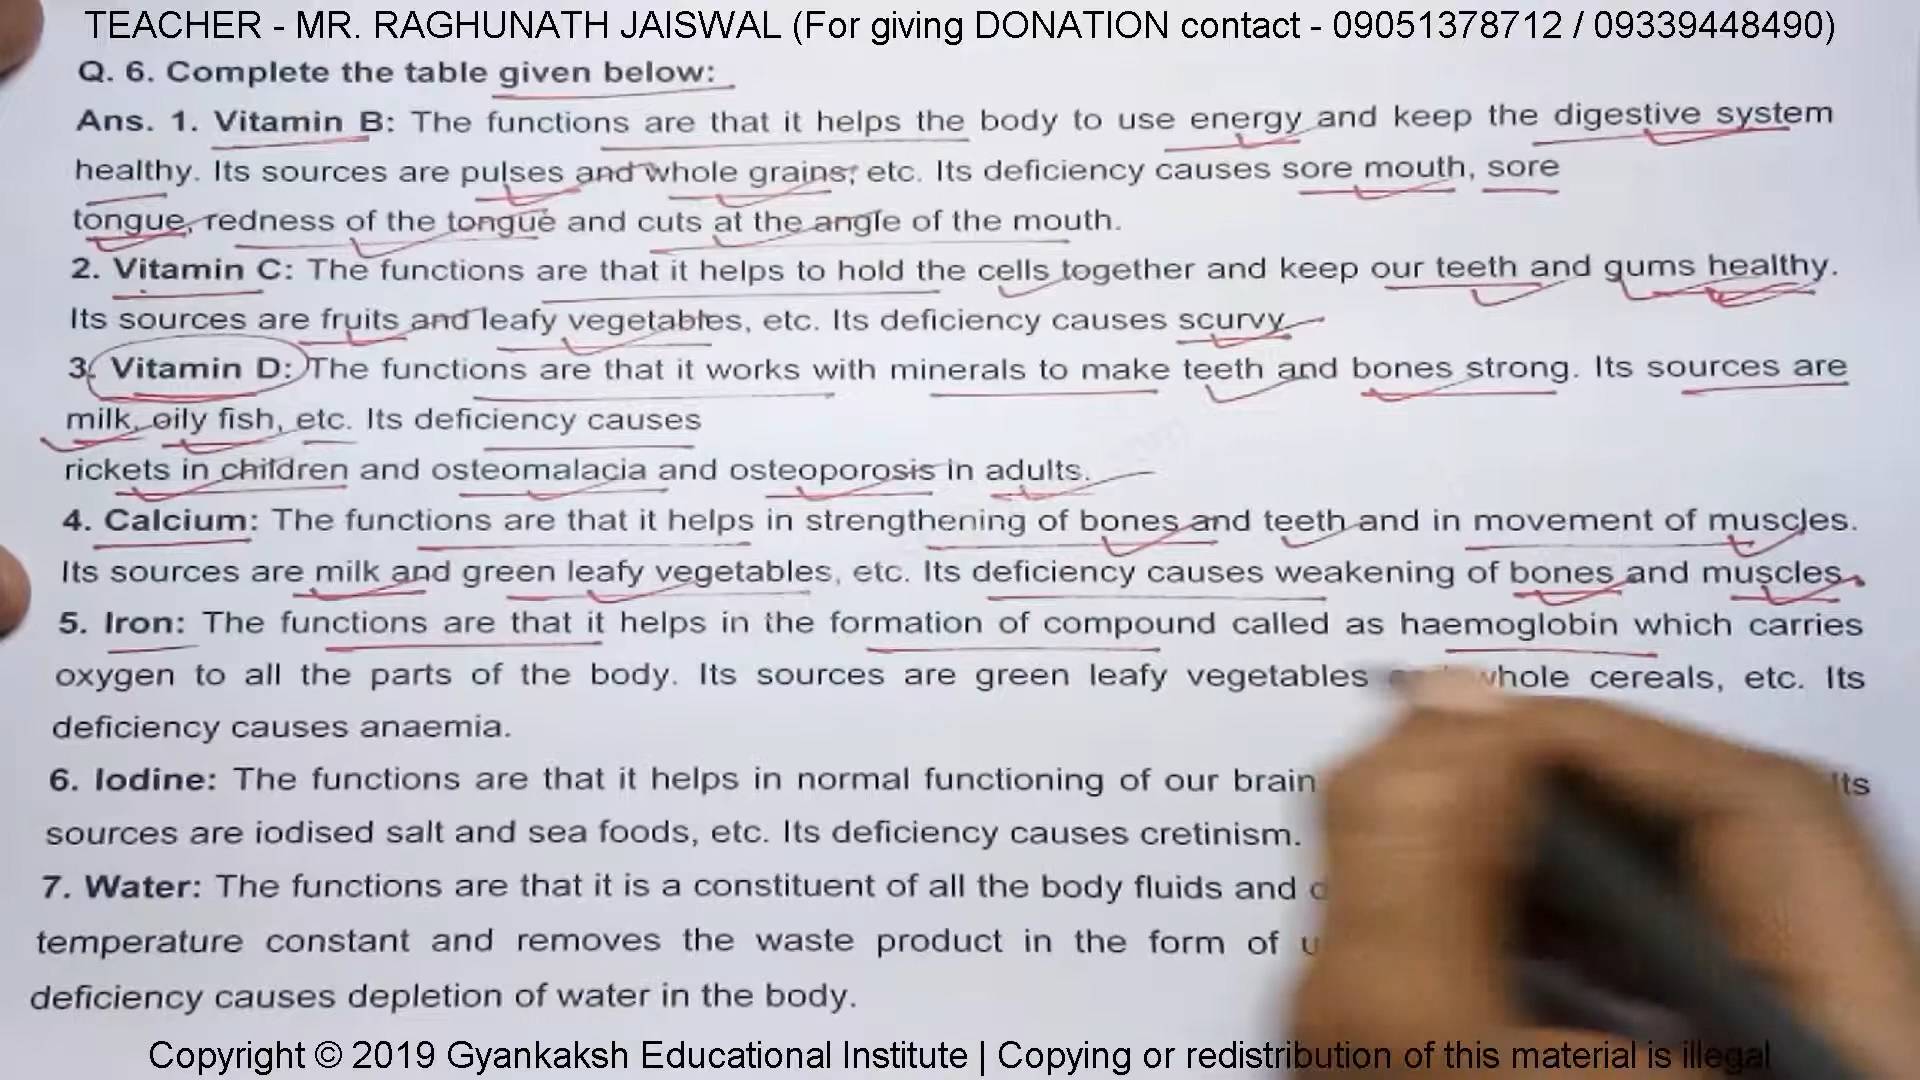 TEACHER - MR. RAGHUNATH JAISWAL (For giving DONATION contact - 09051378712 / 09339448490)
Q. 6. Complete the table given below:
Ans. 1. Vitamin B: The functions are that it helps the body to use energy and keep the digestive system
healthy. Its sources are pulses and whole grains, etc. Its deficiency causes sore mouth, sore
tongue, redness of the tongue and cuts at the angle of the mouth.
2. Vitamin C: The functions are that it helps to hold the cells together and keep our teeth and gums healthy.
Its sources are fruits and leafy vegetables, etc. Its deficiency causes scurvy.
3. Vitamin D: The functions are that it works with minerals to make teeth and bones strong. Its sources are
milk, oily fish, etc. Its deficiency causes
rickets in children and osteomalacia and osteoporosis in adults.
4. Calcium: The functions are that it helps in strengthening of bones and teeth and in movement of muscles.
Its sources are milk and green leafy vegetables, etc. Its deficiency causes weakening of bones and muscles.
5. Iron: The functions are that it helps in the formation of compound called as haemoglobin which carries
oxygen to all the parts of the body. Its sources are green leafy vegetables whole cereals, etc. Its
deficiency causes anaemia.
6. Iodine: The functions are that it helps in normal functioning of our brain Its
sources are iodised salt and sea foods, etc. Its deficiency causes cretinism.
7. Water: The functions are that it is a constituent of all the body fluids and
temperature constant and removes the waste product in the form of
deficiency causes depletion of water in the body.
Copyright © 2019 Gyankaksh Educational Institute | Copying or redistribution of this material is illegal